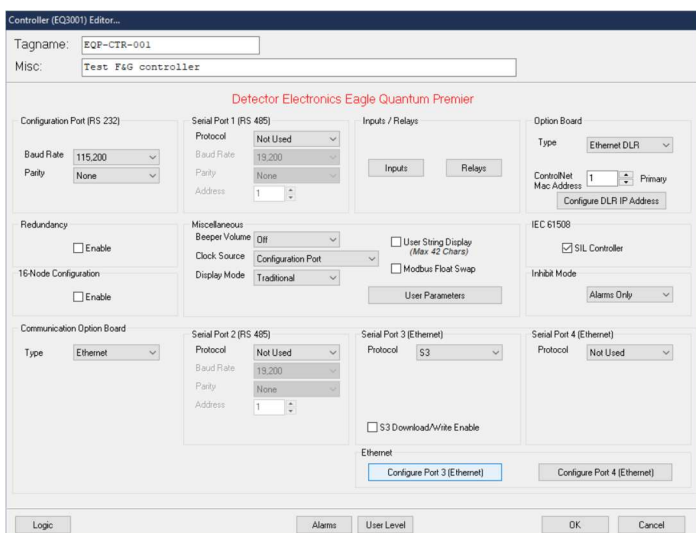 Controller (EQ3001) Editor...
Tagname: EQP-CTR-001
Misc: Test F&G controller
Detector Electronics Eagle Quantum Premier
Configuration Port (RS 232)
Baud Rate 115,200
Parity None
Serial Port 1 (RS 485)
Protocol Not Used
Baud Rate 19,200
Parity None
Address 1
Inputs / Relays
Inputs Relays
Option Board
Type Ethernet DLR
ControlNet Mac Address 1 Primary
Configure DLR IP Address
Redundancy
Enable
16-Node Configuration
Enable
Miscellaneous
Beeper Volume Off
Clock Source Configuration Port
Display Mode Traditional
User String Display
(Max 42 Chars)
Modbus Float Swap
User Parameters
IEC 61508
SIL Controller
Inhibit Mode
Alarms Only
Communication Option Board
Type Ethernet
Serial Port 2 (RS 485)
Protocol Not Used
Baud Rate 19,200
Parity None
Address 1
Serial Port 3 (Ethernet)
Protocol S3
S3 Download/Write Enable
Serial Port 4 (Ethernet)
Protocol Not Used
Ethernet
Configure Port 3 (Ethernet) Configure Port 4 (Ethernet)
Logic Alarms User Level OK Cancel